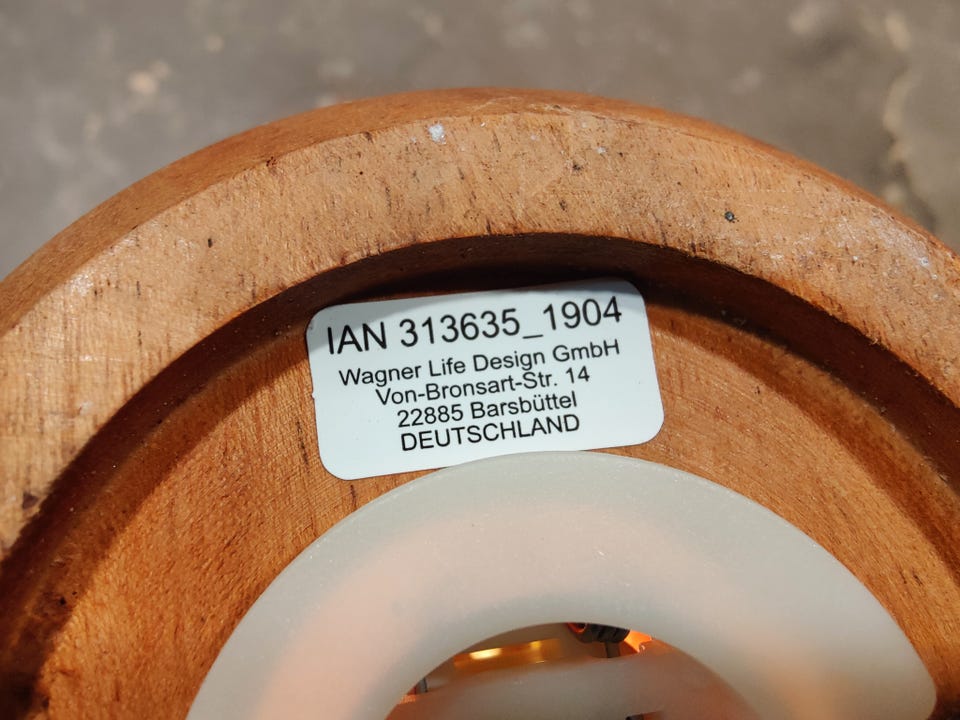 IAN 313635_1904
Wagner Life Design GmbH
Von-Bronsart-Str. 14
22885 Barsbüttel
DEUTSCHLAND